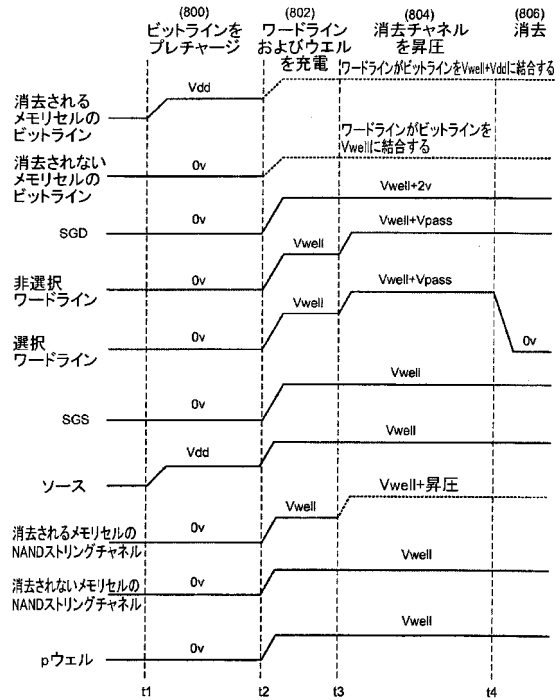 (800)
ビットラインを
プレチャージ
(802)
ワードライン
およびウエル
を充電
(804)
消去チャネル
を昇圧
(806)
消去
消去される
メモリセルの
ビットライン
Vdd
ワードラインがビットラインをVwell+Vddに結合する
消去されない
メモリセルの
ビットライン
0v
ワードラインがビットラインを
Vwellに結合する
SGD
0v
Vwell+2v
非選択
ワードライン
0v
Vwell
Vwell+Vpass
選択
ワードライン
0v
Vwell
Vwell+Vpass
0v
SGS
0v
Vwell
ソース
Vdd
Vwell
消去されるメモリセルの
NANDストリングチャネル
0v
Vwell
Vwell+昇圧
消去されないメモリセルの
NANDストリングチャネル
0v
Vwell
pウェル
0v
Vwell
t1
t2
t3
t4